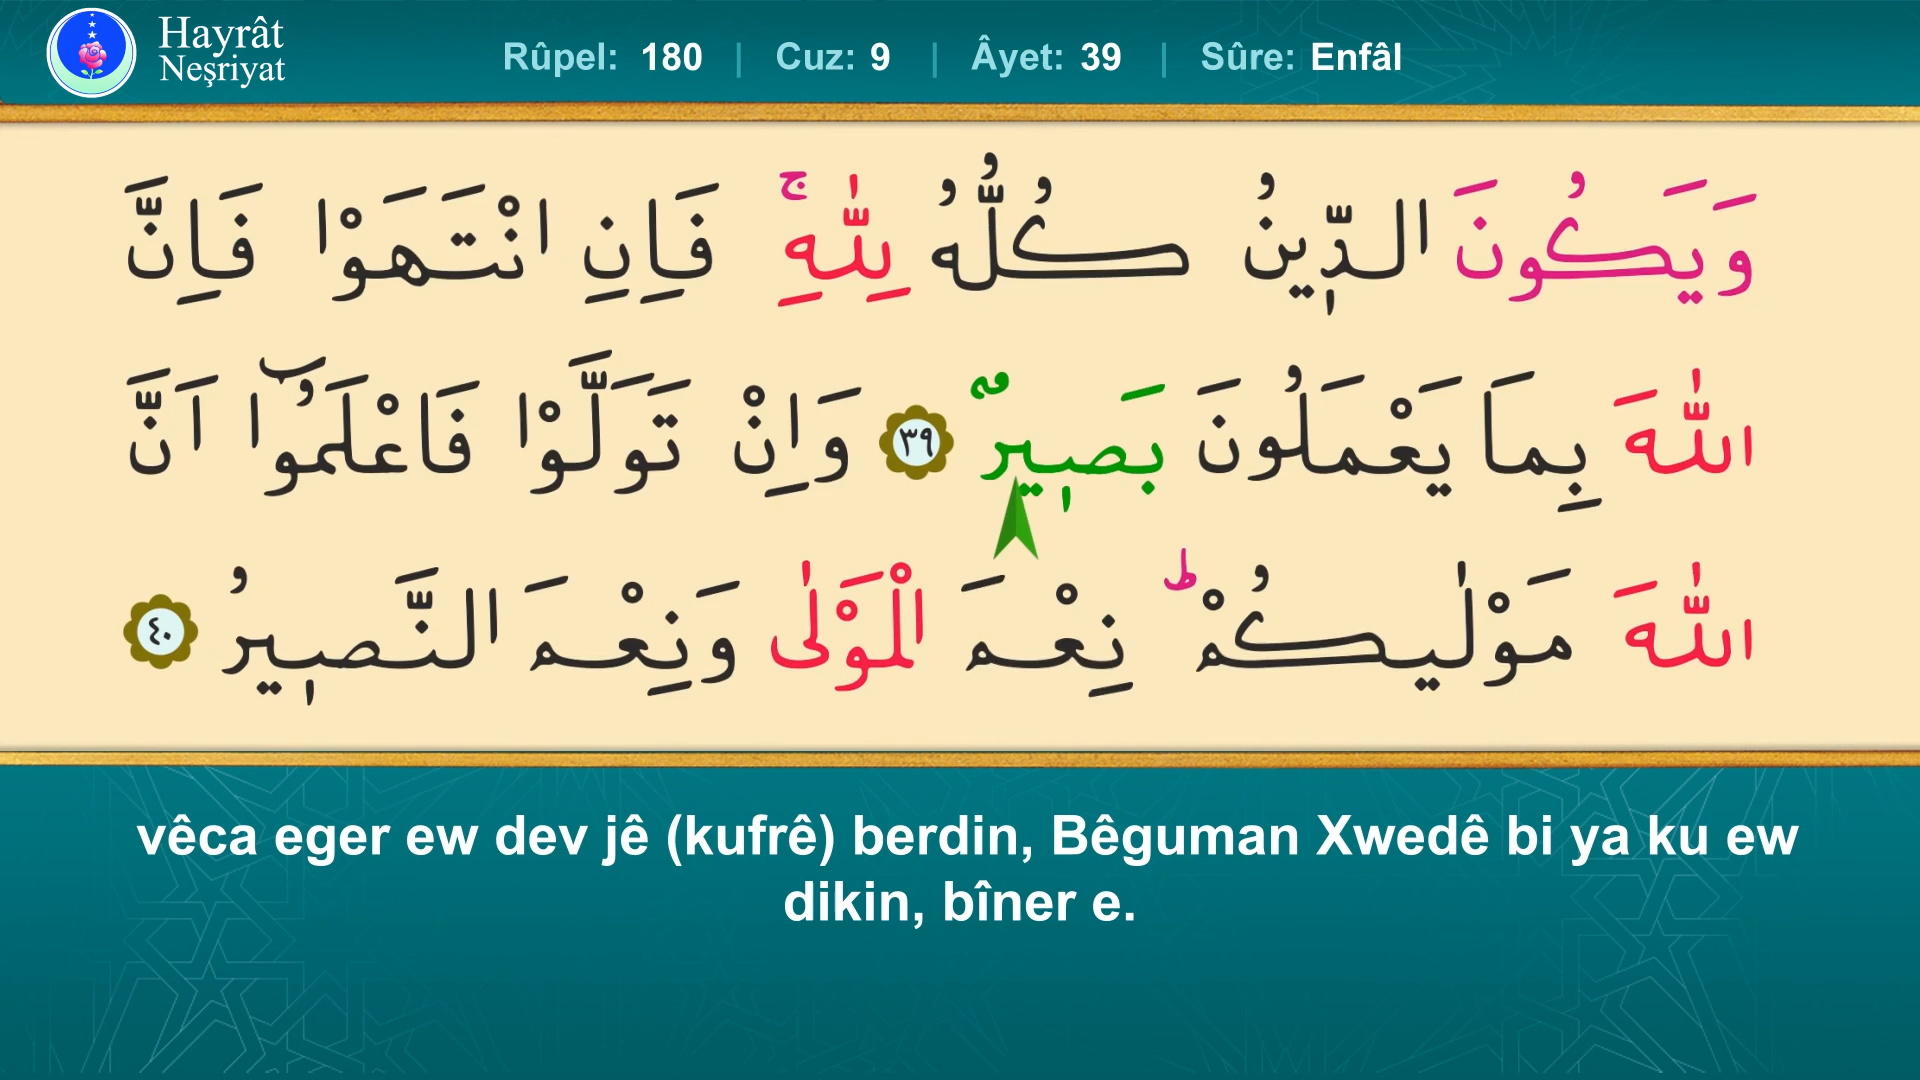 Hayrât
Neşriyat
Rûpel: 180 | Cuz: 9 | Âyet: 39 | Sûre: Enfâl
وَيَكُونَ الدّ۪ينُ كُلُّهُ لِلّٰهِۚ فَاِنِ انْتَهَوْا فَاِنَّ
اللّٰهَ بِمَا يَعْمَلُونَ بَص۪يرٌ ﴿٣٩﴾ وَاِنْ تَوَلَّوْا فَاعْلَمُٓوا اَنَّ
اللّٰهَ مَوْلٰيكُمْۜ نِعْمَ الْمَوْلٰى وَنِعْمَ النَّص۪يرُ ﴿٤٠﴾
vêca eger ew dev jê (kufrê) berdin, Bêguman Xwedê bi ya ku ew
dikin, bîner e.